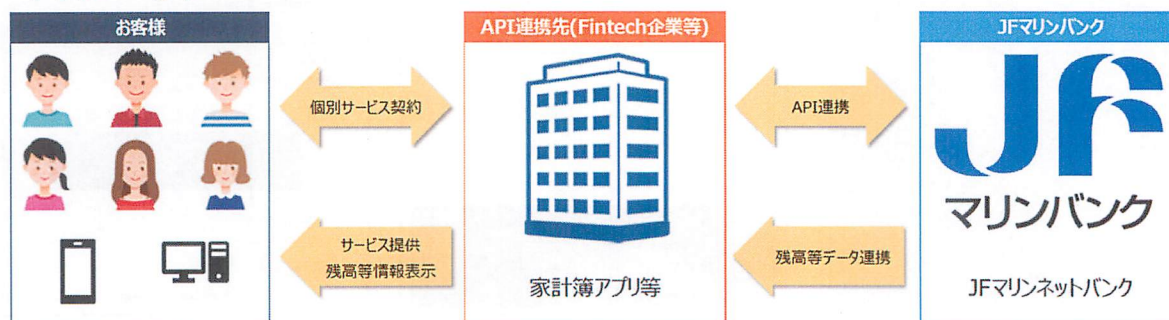 お客様
API連携先(Fintech企業等)
JFマリンバンク
個別サービス契約
API連携
JF
マリンバンク
サービス提供
残高等情報表示
残高等データ連携
家計簿アプリ等
JFマリンネットバンク